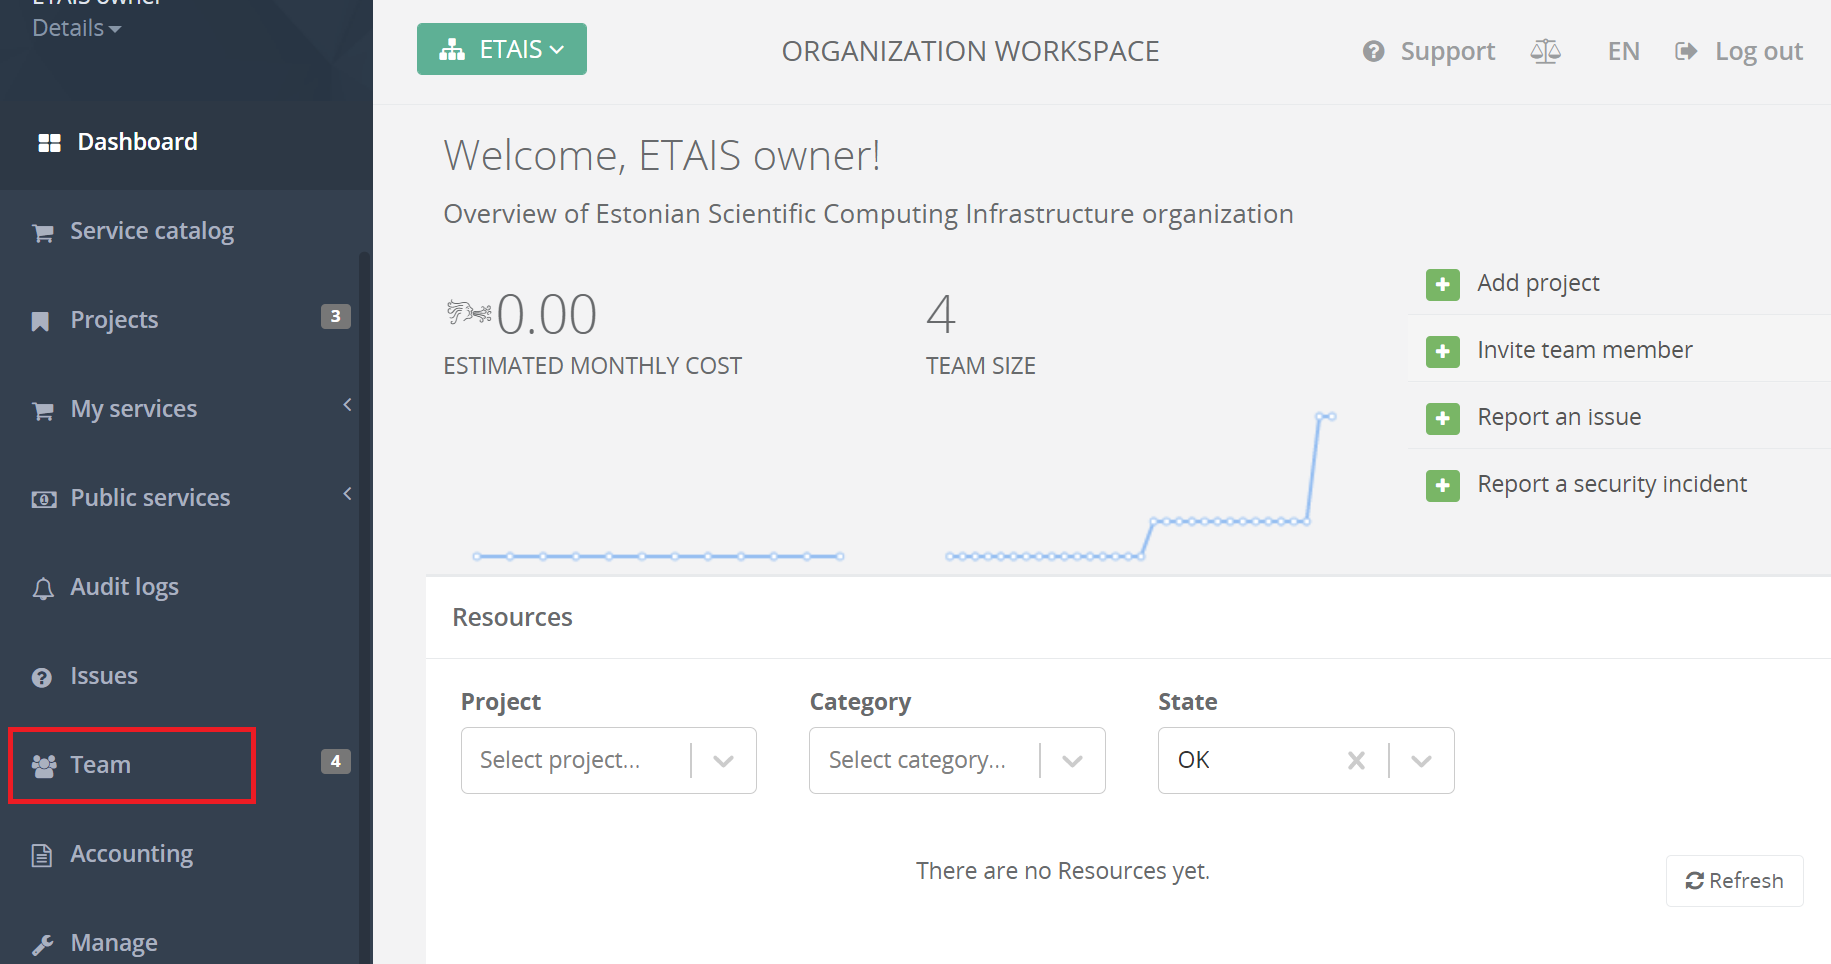 ETAIS owner
Details
Dashboard
Service catalog
Projects 3
My services
Public services
Audit logs
Issues
Team 4
Accounting
Manage
ETAIS
ORGANIZATION WORKSPACE
Support
EN
Log out
Welcome, ETAIS owner!
Overview of Estonian Scientific Computing Infrastructure organization
0.00
ESTIMATED MONTHLY COST
4
TEAM SIZE
Add project
Invite team member
Report an issue
Report a security incident
Resources
Project
Select project...
Category
Select category...
State
OK
There are no Resources yet.
Refresh